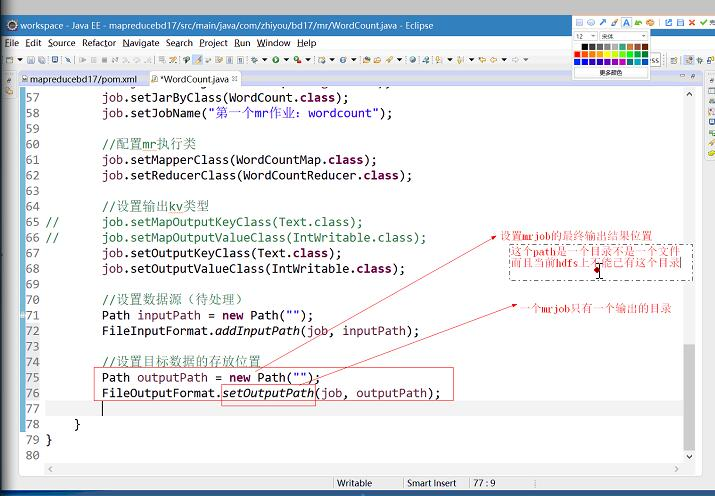 workspace - Java EE - mapreducebd17/src/main/java/com/zhiyou/bd17/mr/WordCount.java - Eclipse
File Edit Source Refactor Navigate Search Project Run Window Help
12 宋体
更多颜色
mapreducebd17/pom.xml *WordCount.java
57 job.setJarByClass(WordCount.class);
58 job.setJobName("第一个mr作业：wordcount");
59
60 //配置mr执行类
61 job.setMapperClass(WordCountMap.class);
62 job.setReducerClass(WordCountReducer.class);
63
64 //设置输出kv类型
65 // job.setMapOutputKeyClass(Text.class);
66 // job.setMapOutputValueClass(IntWritable.class);
67 job.setOutputKeyClass(Text.class);
68 job.setOutputValueClass(IntWritable.class);
69
70 //设置数据源（待处理）
71 Path inputPath = new Path("");
72 FileInputFormat.addInputPath(job, inputPath);
73
74 //设置目标数据的存放位置
75 Path outputPath = new Path("");
76 FileOutputFormat.setOutputPath(job, outputPath);
77
78 }
79 }
80
设置mrjob的最终输出结果位置
这个path是一个目录不是一个文件
而且当前hdfs上不能已有这个目录
一个mrjob只有一个输出的目录
Writable Smart Insert 77 : 9